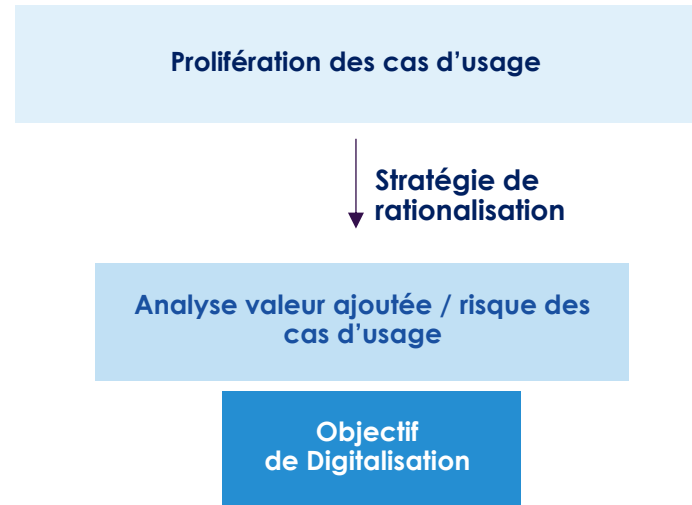 Prolifération des cas d’usage
Stratégie de
rationalisation
Analyse valeur ajoutée / risque des
cas d’usage
Objectif
de Digitalisation